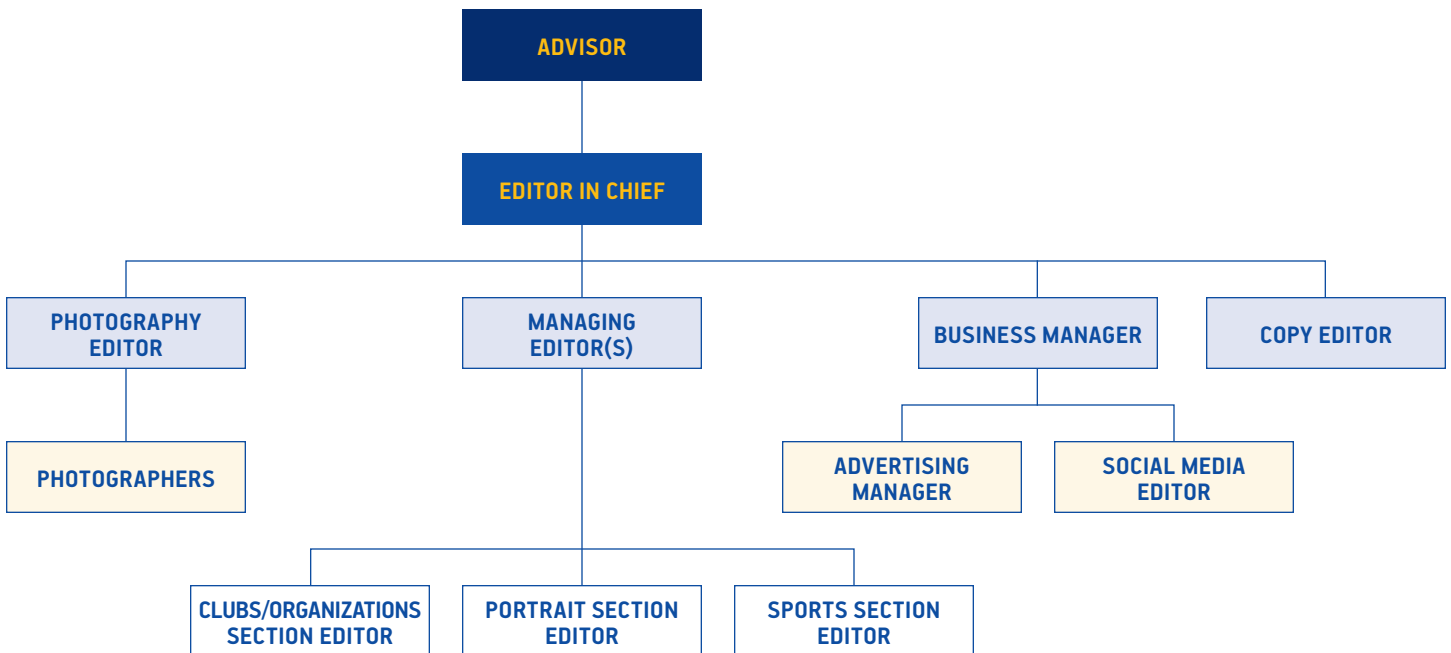 ADVISOR
EDITOR IN CHIEF
PHOTOGRAPHY
EDITOR
MANAGING
EDITOR(S)
BUSINESS MANAGER
COPY EDITOR
PHOTOGRAPHERS
ADVERTISING
MANAGER
SOCIAL MEDIA
EDITOR
CLUBS/ORGANIZATIONS
SECTION EDITOR
PORTRAIT SECTION
EDITOR
SPORTS SECTION
EDITOR